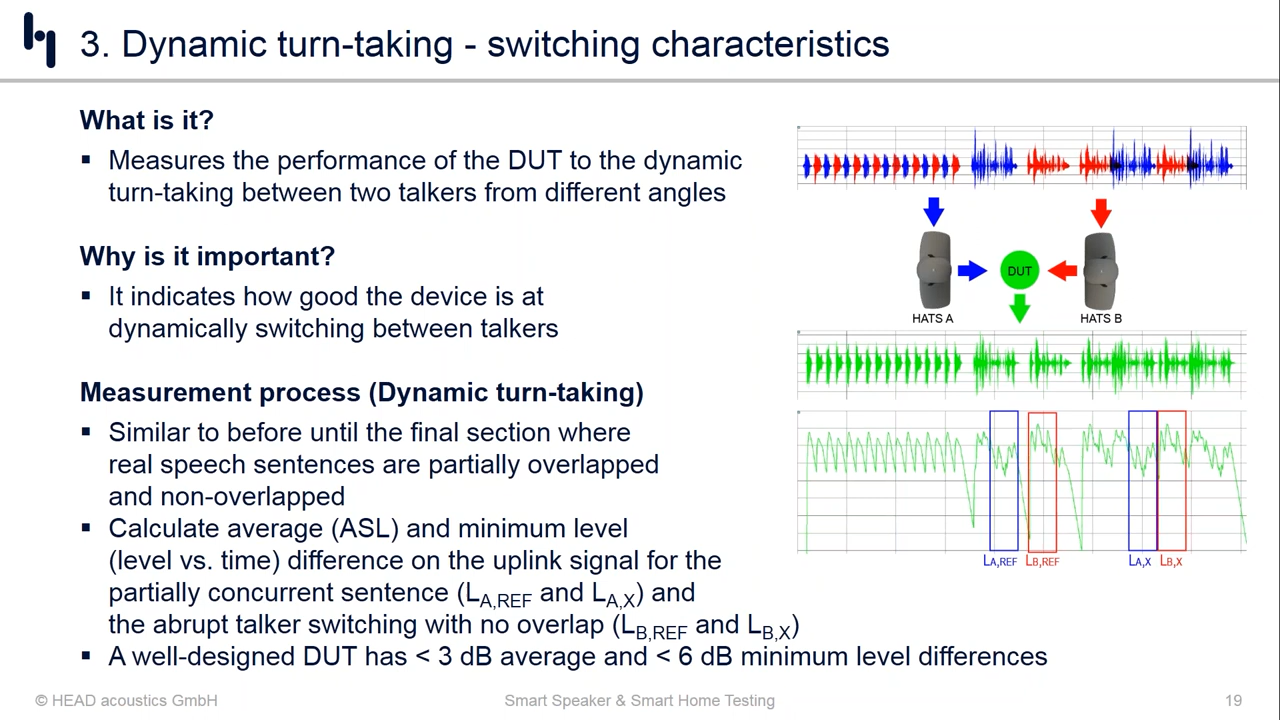 3. Dynamic turn-taking - switching characteristics
What is it?
▪ Measures the performance of the DUT to the dynamic
turn-taking between two talkers from different angles
Why is it important?
▪ It indicates how good the device is at
dynamically switching between talkers
Measurement process (Dynamic turn-taking)
▪ Similar to before until the final section where
real speech sentences are partially overlapped
and non-overlapped
▪ Calculate average (ASL) and minimum level
(level vs. time) difference on the uplink signal for the
partially concurrent sentence (LA,REF and LA,X) and
the abrupt talker switching with no overlap (LB,REF and LB,X)
▪ A well-designed DUT has < 3 dB average and < 6 dB minimum level differences
DUT
HATS A
HATS B
LA,REF
LB,REF
LA,X
LB,X
© HEAD acoustics GmbH
Smart Speaker & Smart Home Testing
19